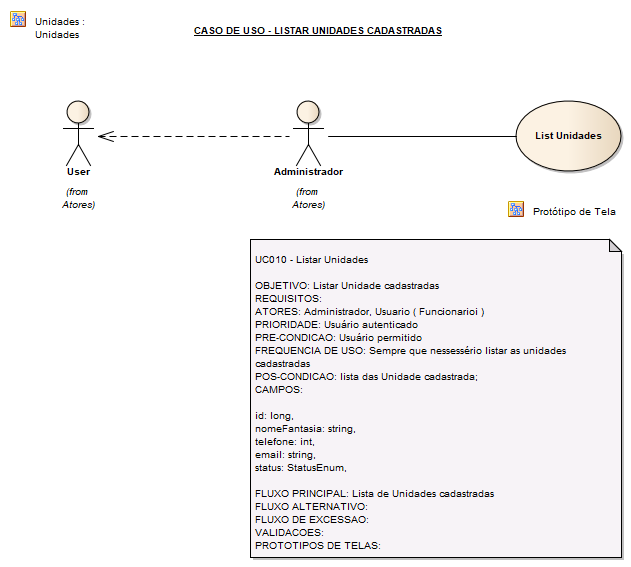 Unidades :
Unidades
CASO DE USO - LISTAR UNIDADES CADASTRADAS
User
(from
Atores)
Administrador
(from
Atores)
List Unidades
Protótipo de Tela
UC010 - Listar Unidades
OBJETIVO: Listar Unidade cadastradas
REQUISITOS:
ATORES: Administrador, Usuario ( Funcionarioi )
PRIORIDADE: Usuário autenticado
PRE-CONDICAO: Usuário permitido
FREQUENCIA DE USO: Sempre que nessessério listar as unidades
cadastradas
POS-CONDICAO: lista das Unidade cadastrada;
CAMPOS:
id: long,
nomeFantasia: string,
telefone: int,
email: string,
status: StatusEnum,
FLUXO PRINCIPAL: Lista de Unidades cadastradas
FLUXO ALTERNATIVO:
FLUXO DE EXCESSAO:
VALIDACOES:
PROTOTIPOS DE TELAS: